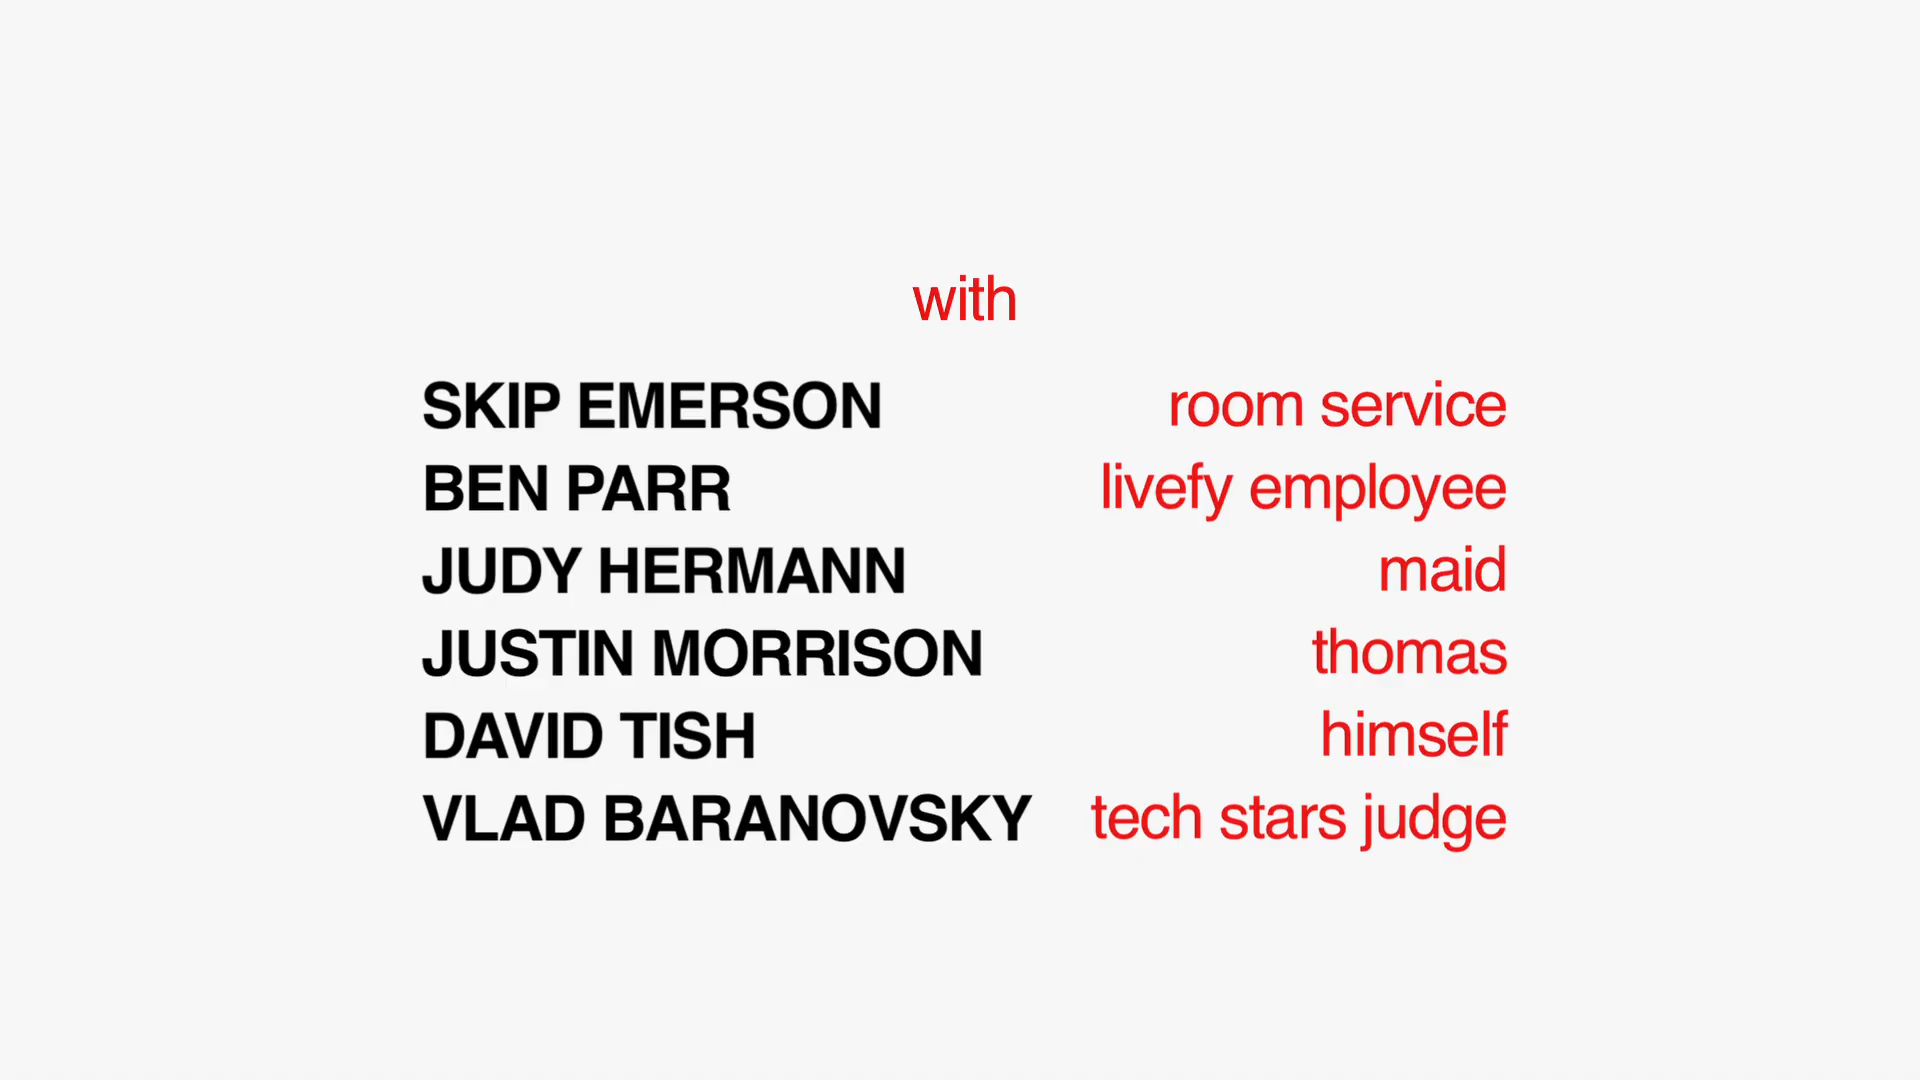 with
SKIP EMERSON room service
BEN PARR livefy employee
JUDY HERMANN maid
JUSTIN MORRISON thomas
DAVID TISH himself
VLAD BARANOVSKY tech stars judge